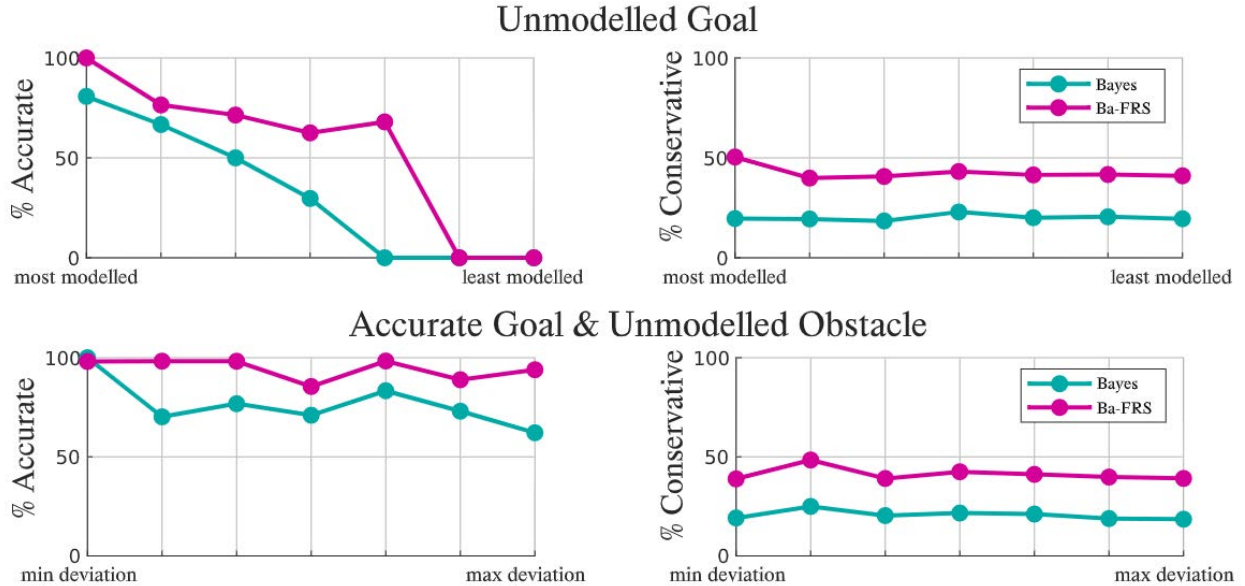 Unmodelled Goal
% Accurate
100
50
0
most modelled
least modelled
% Conservative
100
50
0
Bayes
Ba-FRS
most modelled
least modelled
Accurate Goal & Unmodelled Obstacle
% Accurate
100
50
0
min deviation
max deviation
% Conservative
100
50
0
Bayes
Ba-FRS
min deviation
max deviation